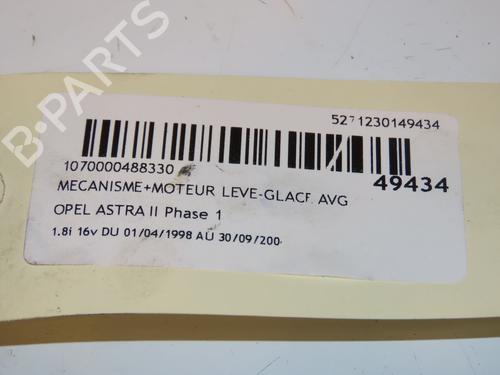 5271230149434
1070000488330
49434
MECANISME+MOTEUR LEVE-GLACE AVG
OPEL ASTRA II Phase 1
1.8i 16v DU 01/04/1998 AU 30/09/200
B-PARTS